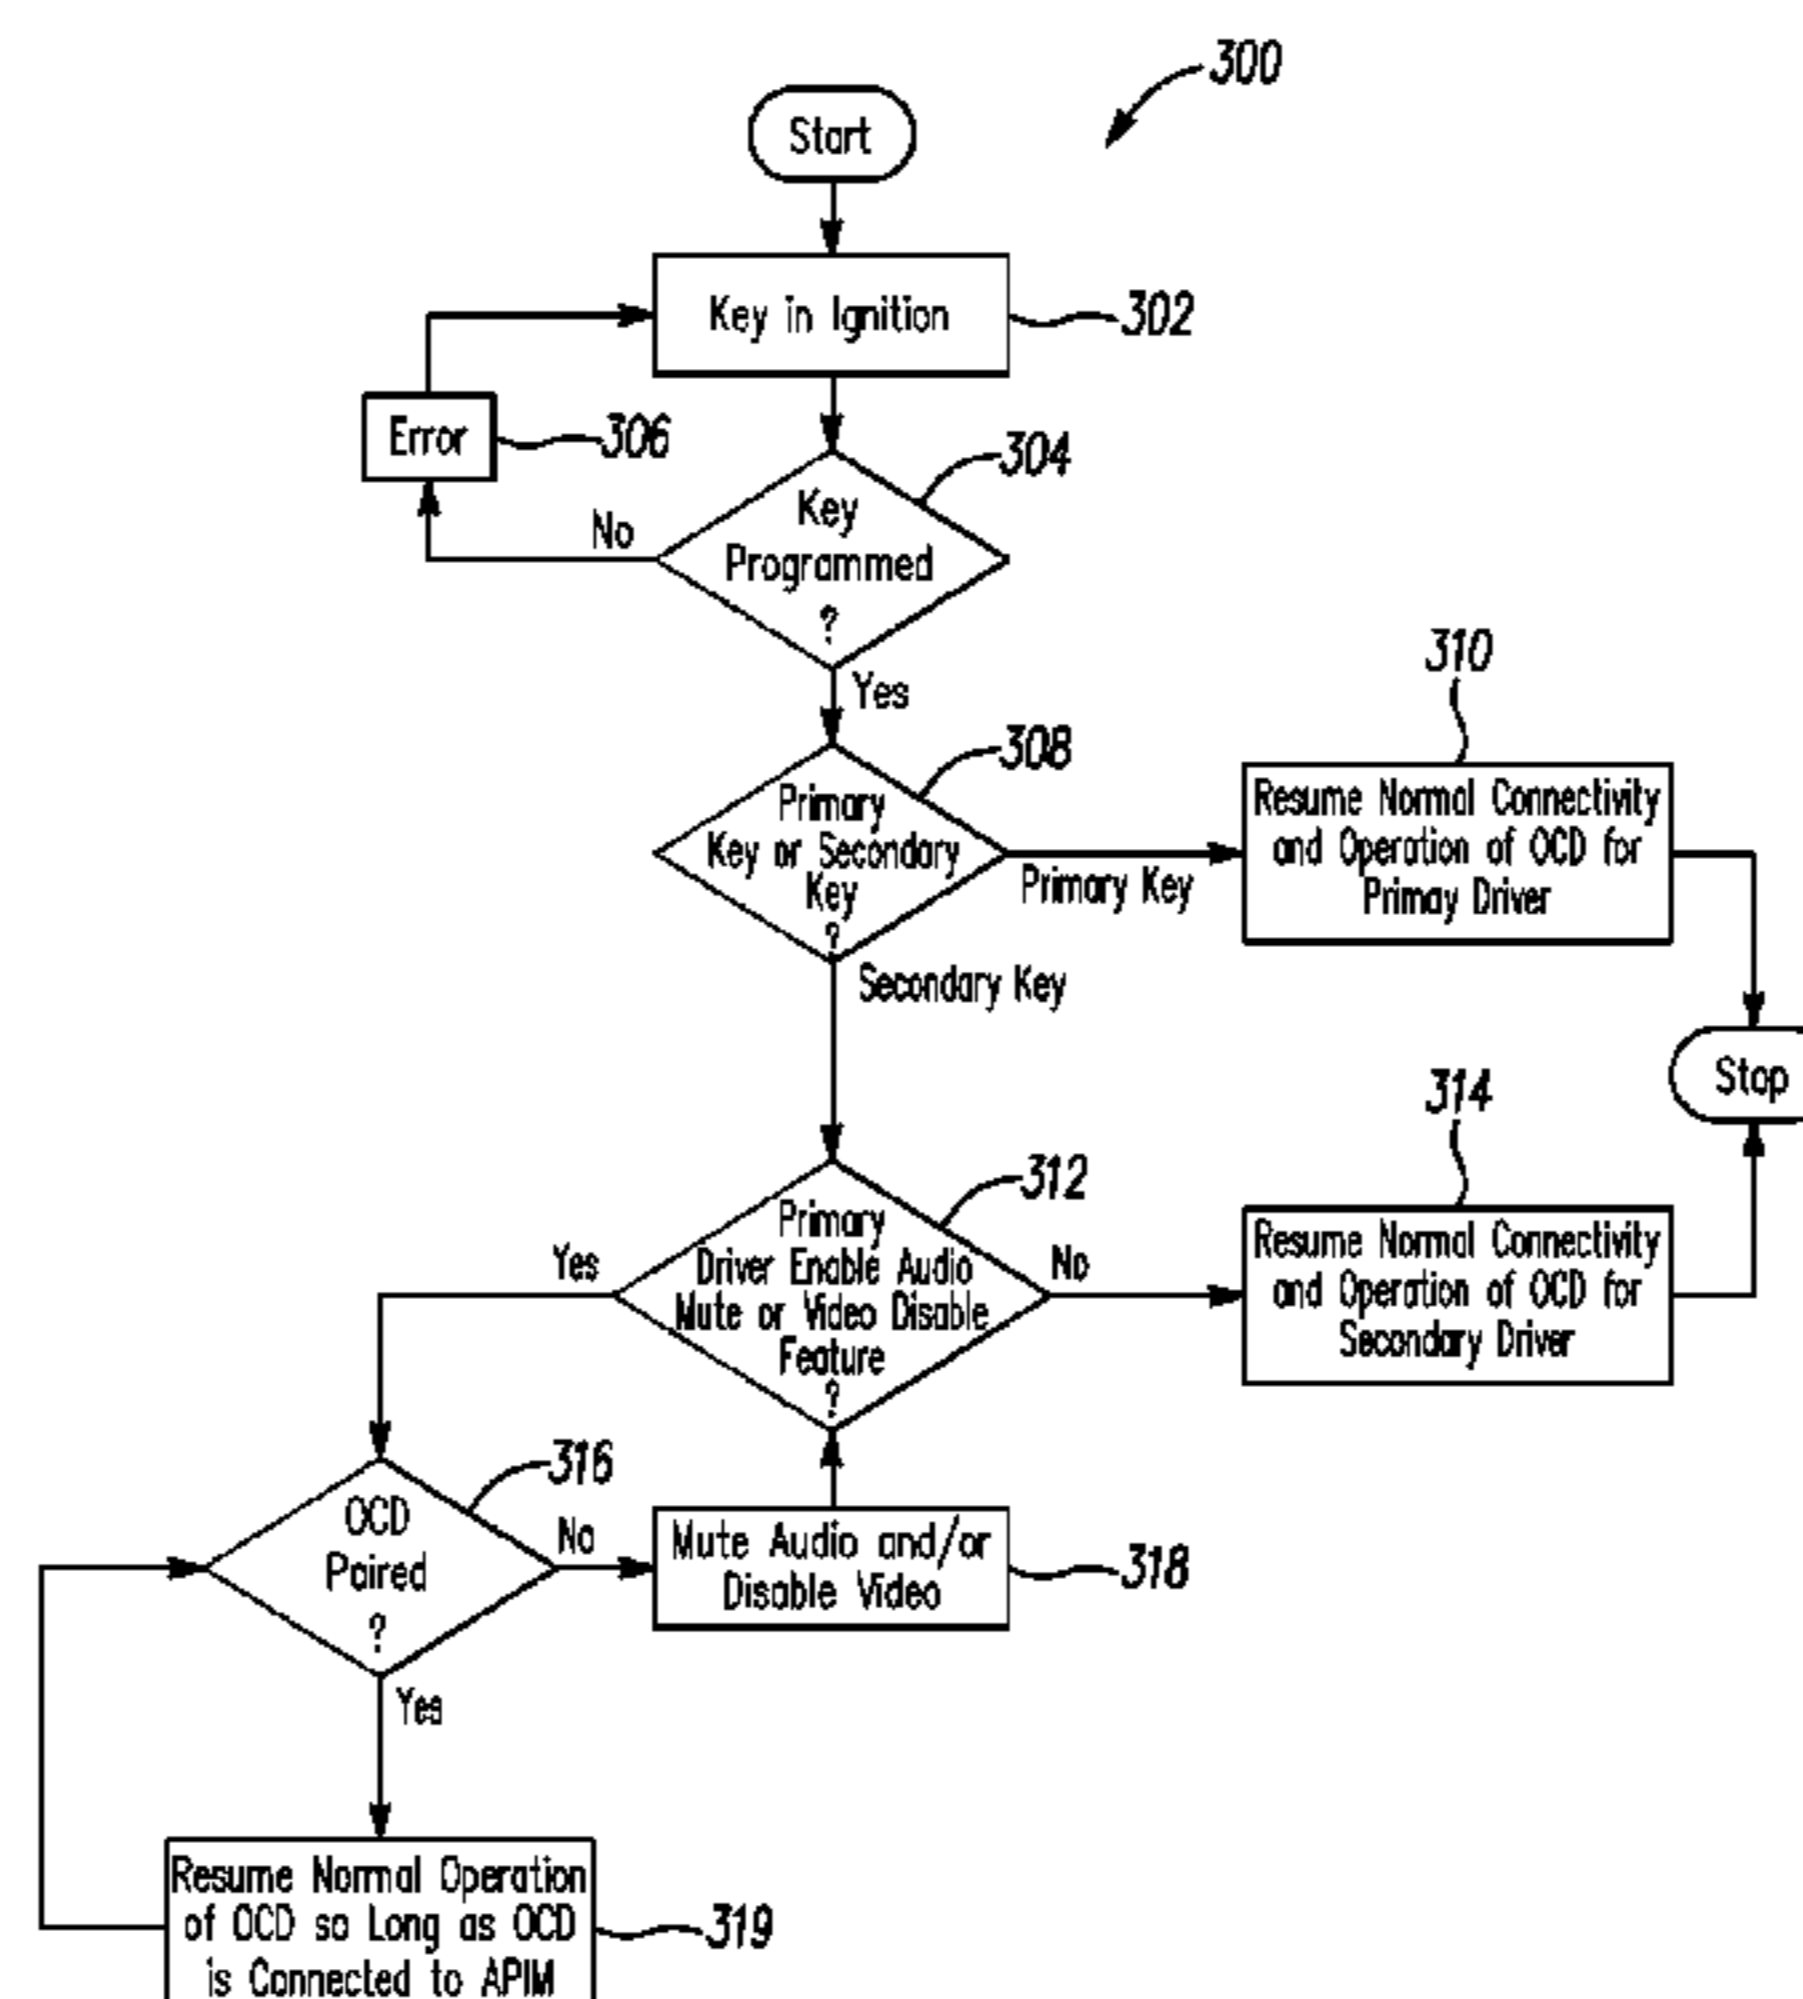 300
Start
Key in Ignition
302
Error
306
304
Key
Programmed
?
No
Yes
308
Primary
Key or Secondary
Key
?
Primary Key
Secondary Key
310
Resume Normal Connectivity
and Operation of OCD for
Primay Driver
Stop
312
Primary
Driver Enable Audio
Mute or Video Disable
Feature
?
Yes
No
314
Resume Normal Connectivity
and Operation of OCD for
Secondary Driver
316
OCD
Paired
?
No
Yes
Mute Audio and/or
Disable Video
318
Resume Normal Operation
of OCD so Long as OCD
is Connected to APIM
319